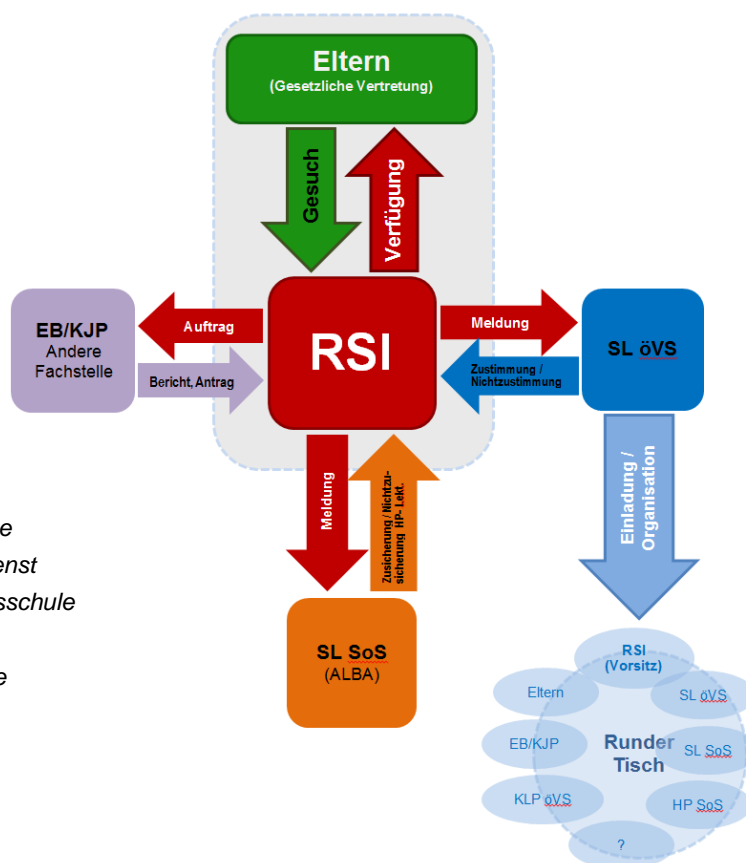 Eltern
(Gesetzliche Vertretung)
Gesuch
Verfügung
EB/KJP
Andere
Fachstelle
Auftrag
Bericht, Antrag
RSI
Meldung
Zustimmung /
Nichtzustimmung
SL öVS
Meldung
Zusicherung / Nichtzu-
sicherung HP- Lekt.
Einladung /
Organisation
e
enst
sschule
e
SL SoS
(ALBA)
RSI
(Vorsitz)
Eltern
SL öVS
EB/KJP
Runder
Tisch
SL SoS
KLP öVS
HP SoS
?